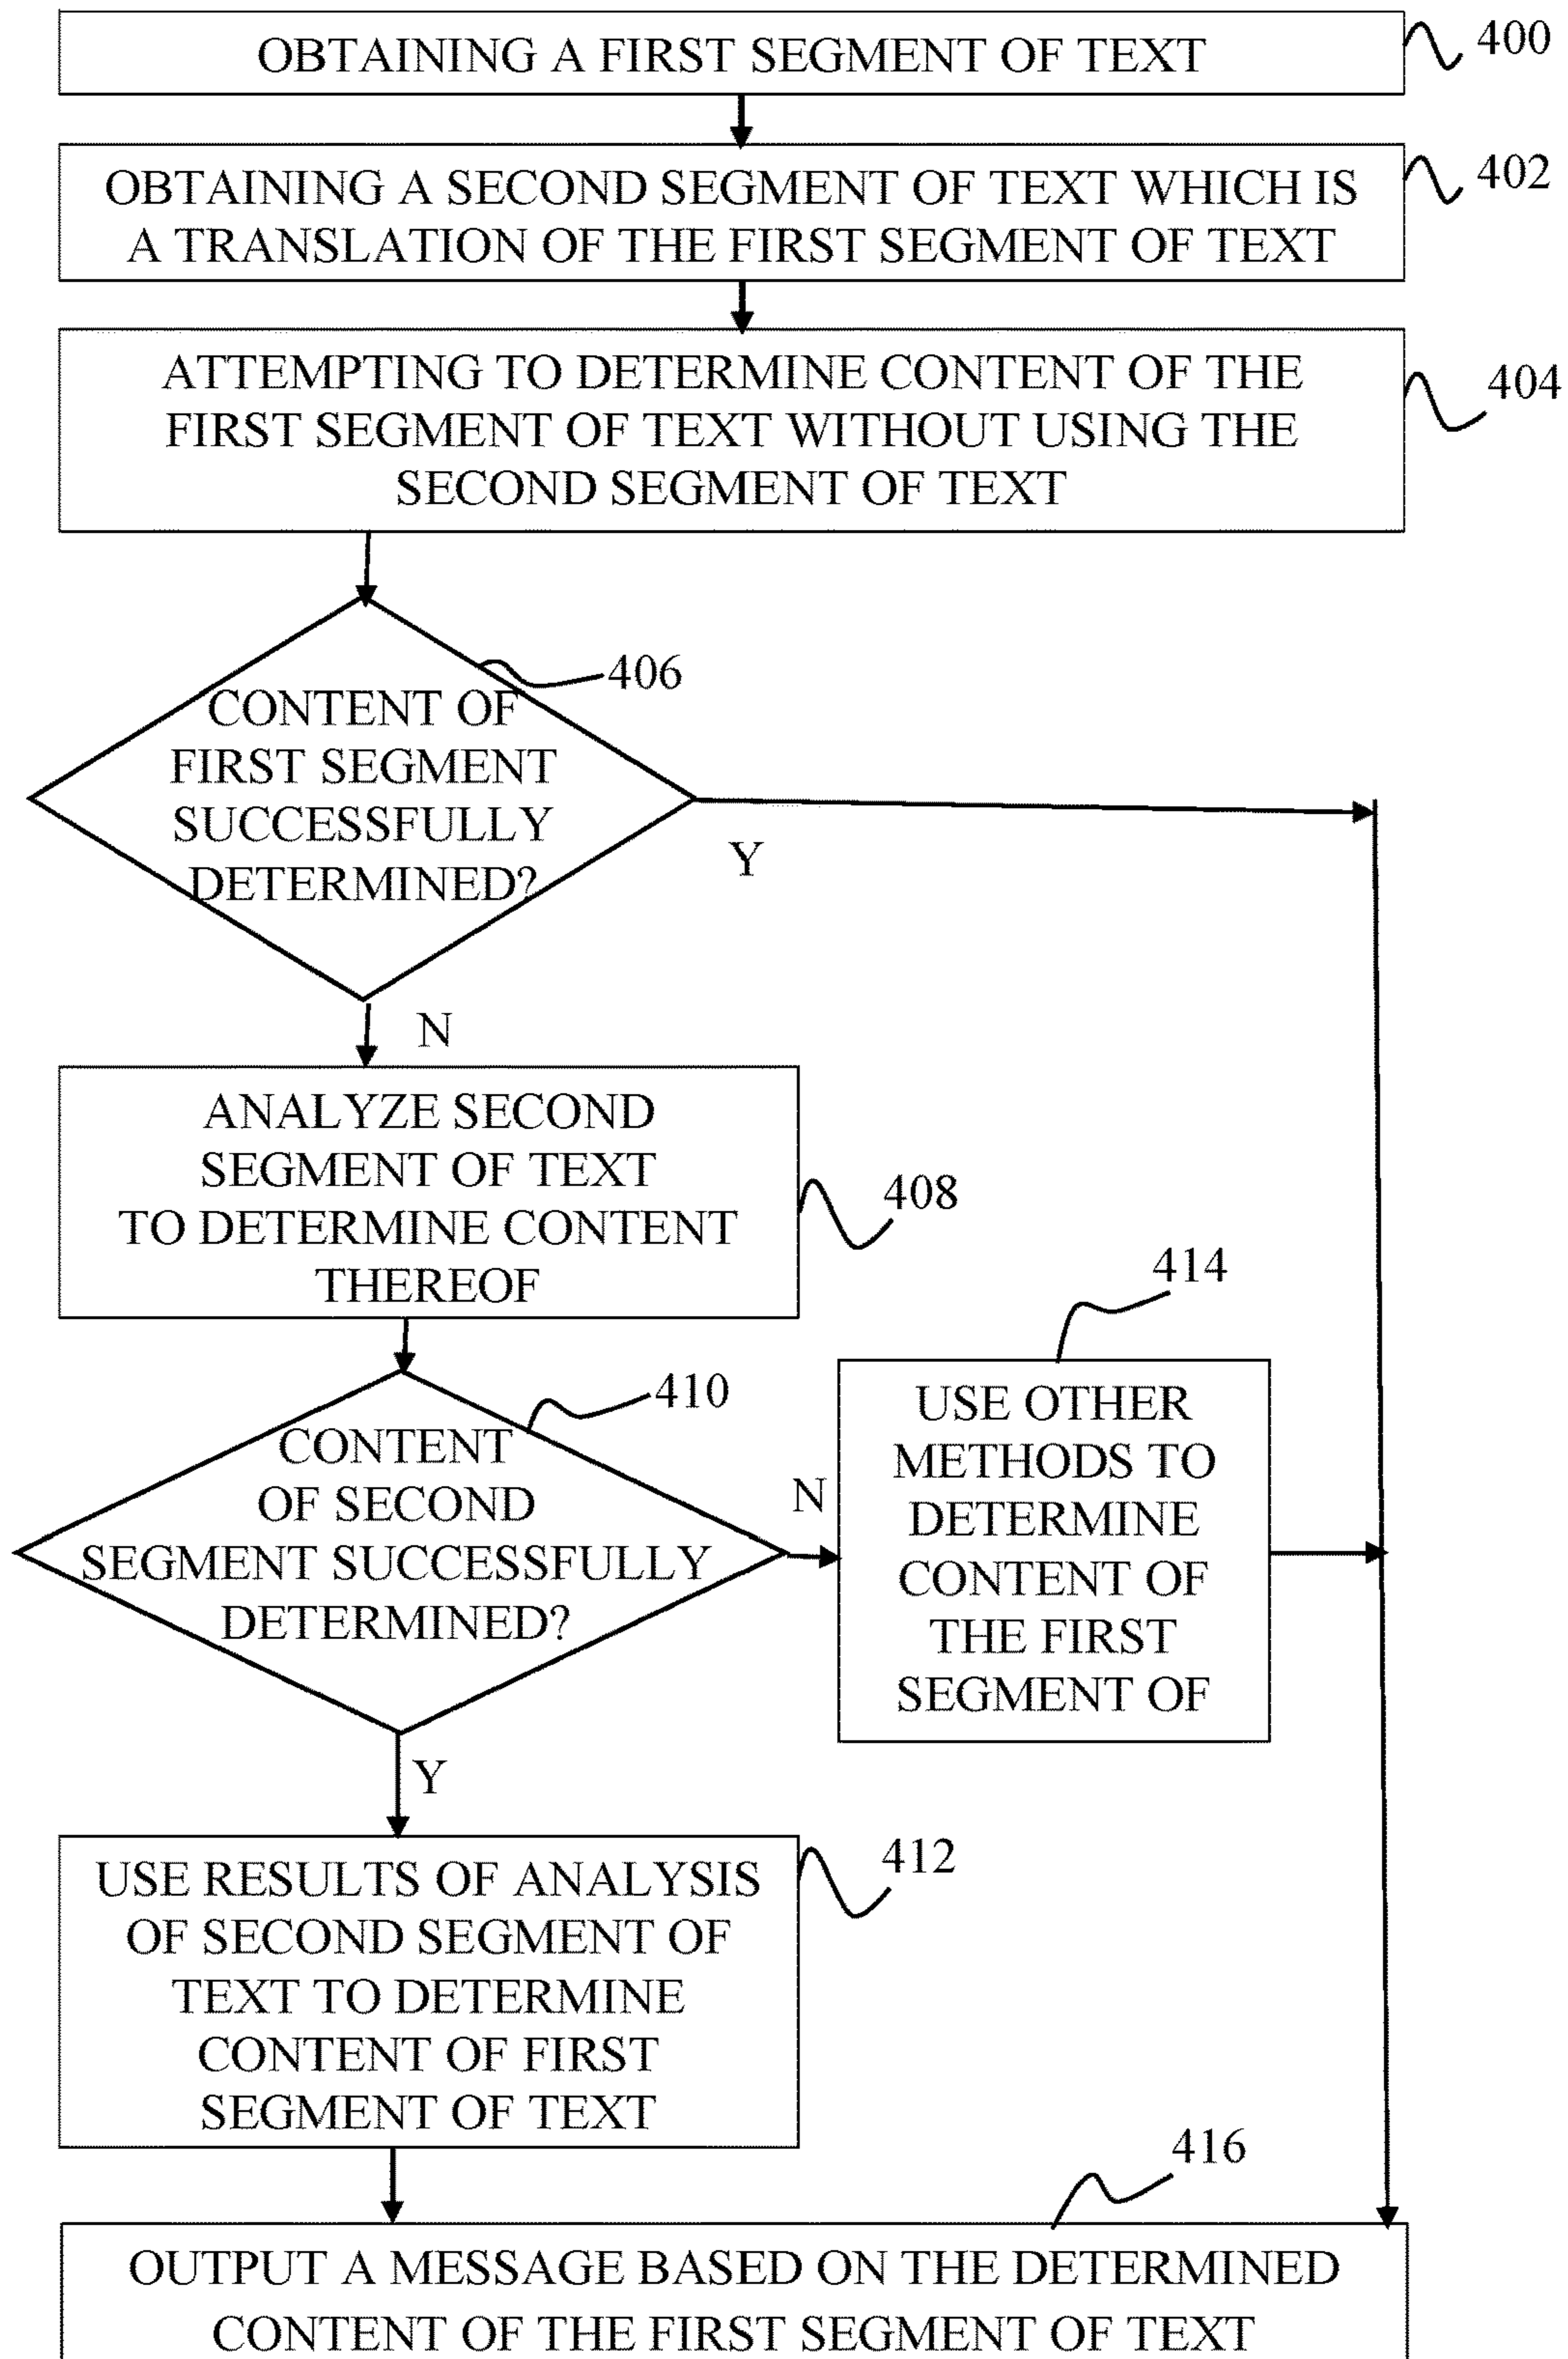 OBTAINING A FIRST SEGMENT OF TEXT
400
OBTAINING A SECOND SEGMENT OF TEXT WHICH IS
A TRANSLATION OF THE FIRST SEGMENT OF TEXT
402
ATTEMPTING TO DETERMINE CONTENT OF THE
FIRST SEGMENT OF TEXT WITHOUT USING THE
SECOND SEGMENT OF TEXT
404
406
CONTENT OF
FIRST SEGMENT
SUCCESSFULLY
DETERMINED?
Y
N
ANALYZE SECOND
SEGMENT OF TEXT
TO DETERMINE CONTENT
THEREOF
408
410
CONTENT
OF SECOND
SEGMENT SUCCESSFULLY
DETERMINED?
N
414
USE OTHER
METHODS TO
DETERMINE
CONTENT OF
THE FIRST
SEGMENT OF
Y
USE RESULTS OF ANALYSIS
OF SECOND SEGMENT OF
TEXT TO DETERMINE
CONTENT OF FIRST
SEGMENT OF TEXT
412
416
OUTPUT A MESSAGE BASED ON THE DETERMINED
CONTENT OF THE FIRST SEGMENT OF TEXT